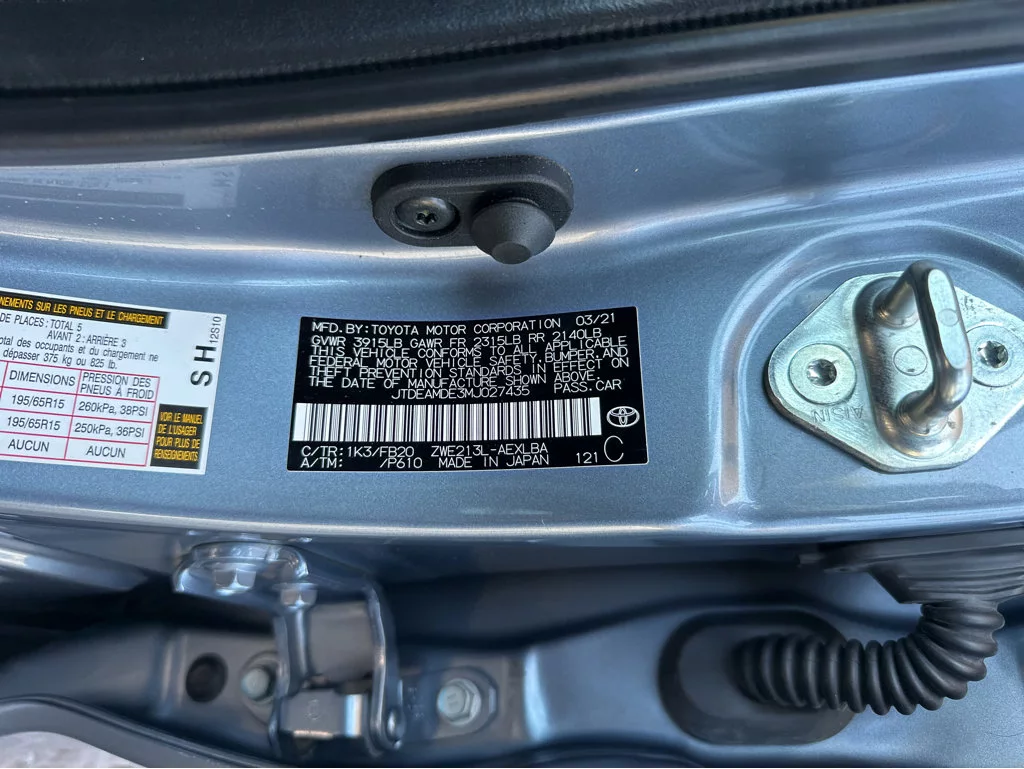 NEMENTS SUR LES PNEUS ET LE CHARGEMENT
DE PLACES: TOTAL 5
AVANT 2: ARRIÈRE 3
total des occupants et du chargement ne
dépasser 375 kg ou 825 lb.
DIMENSIONS PRESSION DES PNEUS À FROID
195/65R15 260kPa, 38PSI
195/65R15 250kPa, 36PSI
AUCUN AUCUN
VOIR LE MANUEL
DE L'USAGER
POUR PLUS DE
RENSEIGNEMENTS
SH
12S10
MFD. BY: TOYOTA MOTOR CORPORATION 03/21
GVWR 3915LB GAWR FR 2315LB RR 2140LB
THIS VEHICLE CONFORMS TO ALL APPLICABLE
FEDERAL MOTOR VEHICLE SAFETY, BUMPER, AND
THEFT PREVENTION STANDARDS IN EFFECT ON
THE DATE OF MANUFACTURE SHOWN ABOVE.
JTDEAMDE3MJ027435 PASS. CAR
C/TR: 1K3/FB20 ZWE213L-AEXLBA
A/TM: /P610 MADE IN JAPAN 121 C
AISIN